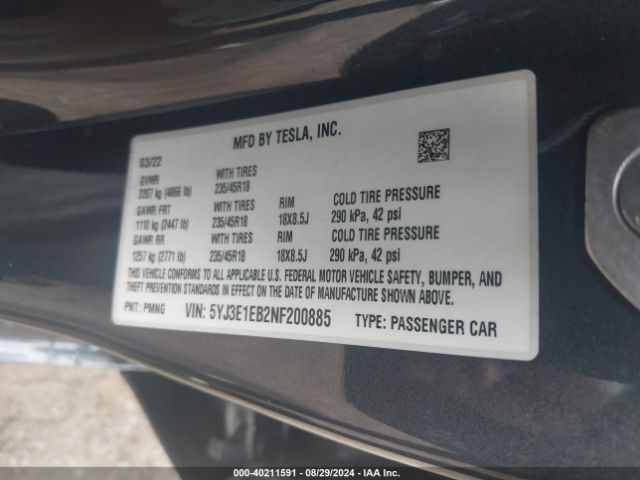 MFD BY TESLA, INC.
03/22
GVWR WITH TIRES
2207 kg (4866 lb) 235/45R18
GAWR FRT WITH TIRES RIM COLD TIRE PRESSURE
1110 kg (2447 lb) 235/45R18 18X8.5J 290 kPa, 42 psi
GAWR RR WITH TIRES RIM COLD TIRE PRESSURE
1257 kg (2771 lb) 235/45R18 18X8.5J 290 kPa, 42 psi
THIS VEHICLE CONFORMS TO ALL APPLICABLE U.S. FEDERAL MOTOR VEHICLE SAFETY, BUMPER, AND
THEFT PREVENTION STANDARDS IN EFFECT ON THE DATE OF MANUFACTURE SHOWN ABOVE.
PNT: PMNG VIN: 5YJ3E1EB2NF200885 TYPE: PASSENGER CAR
000-40211591 - 08/29/2024 - IAA Inc.